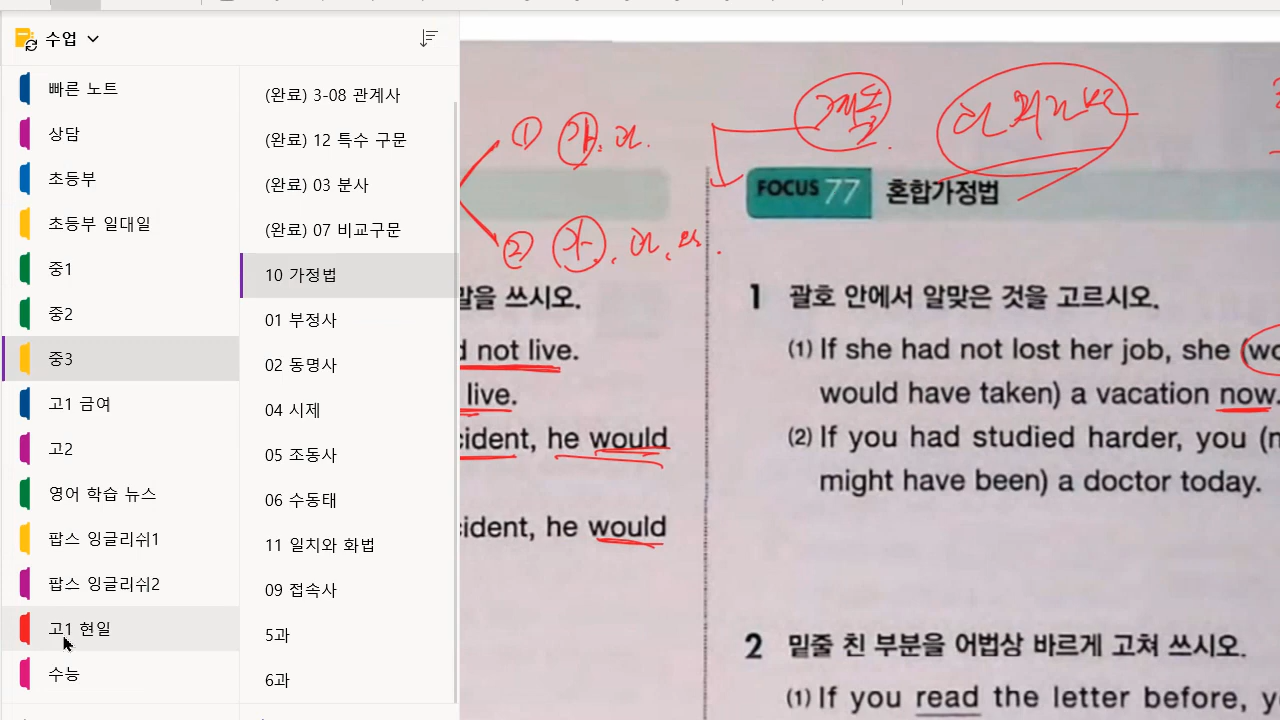 수업
빠른 노트
상담
초등부
초등부 일대일
중1
중2
중3
고1 금여
고2
영어 학습 뉴스
팝스 잉글리쉬1
팝스 잉글리쉬2
고1 현일
수능
(완료) 3-08 관계사
(완료) 12 특수 구문
(완료) 03 분사
(완료) 07 비교구문
10 가정법
01 부정사
02 동명사
04 시제
05 조동사
06 수동태
11 일치와 화법
09 접속사
5과
6과
①
②
말을 쓰시오.
not live.
live.
he would
he would
FOCUS 77 혼합가정법
1 괄호 안에서 알맞은 것을 고르시오.
(1) If she had not lost her job, she
would have taken) a vacation now.
(2) If you had studied harder, you
might have been) a doctor today.
2 밑줄 친 부분을 어법상 바르게 고쳐 쓰시오.
(1) If you read the letter before,